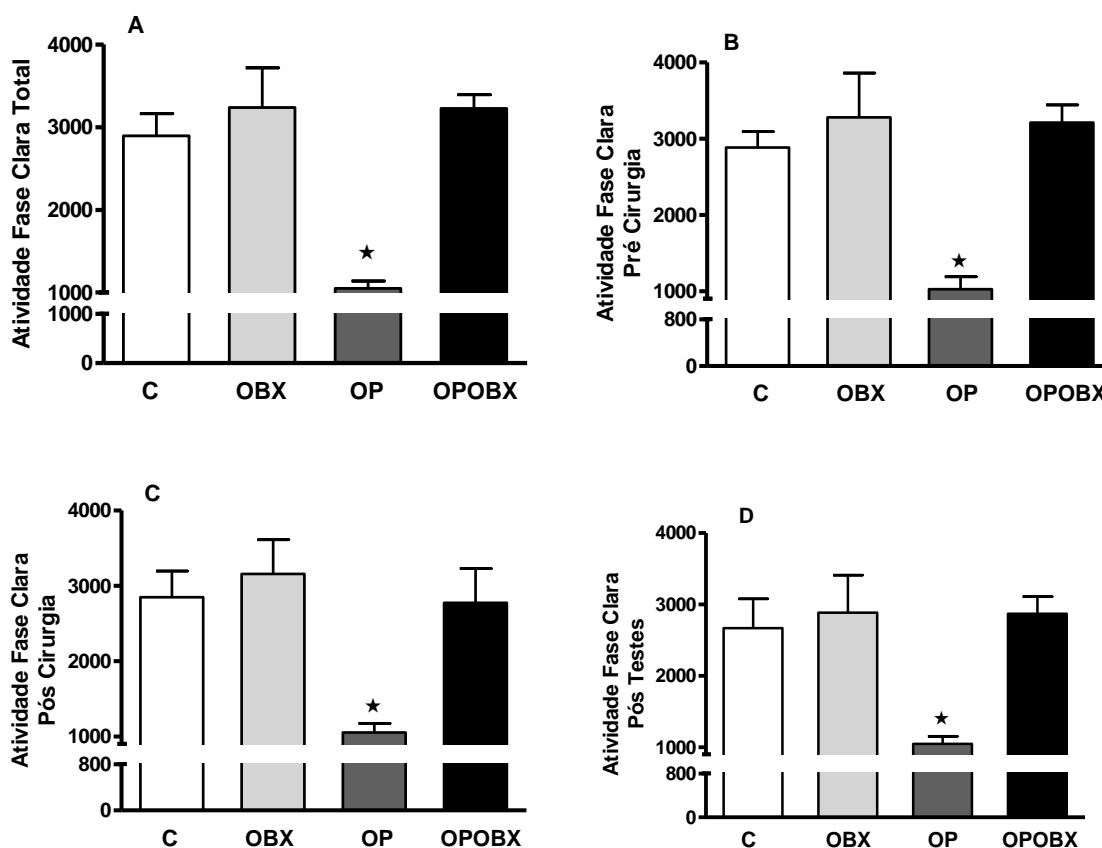 A
Atividade Fase Clara Total
4000
3000
2000
1000
1000
0
★
C OBX OP OPOBX
B
Atividade Fase Clara
Pré Cirurgia
4000
3000
2000
1000
800
0
★
C OBX OP OPOBX
C
Atividade Fase Clara
Pós Cirurgia
4000
3000
2000
1000
800
0
★
C OBX OP OPOBX
D
Atividade Fase Clara
Pós Testes
4000
3000
2000
1000
800
0
★
C OBX OP OPOBX